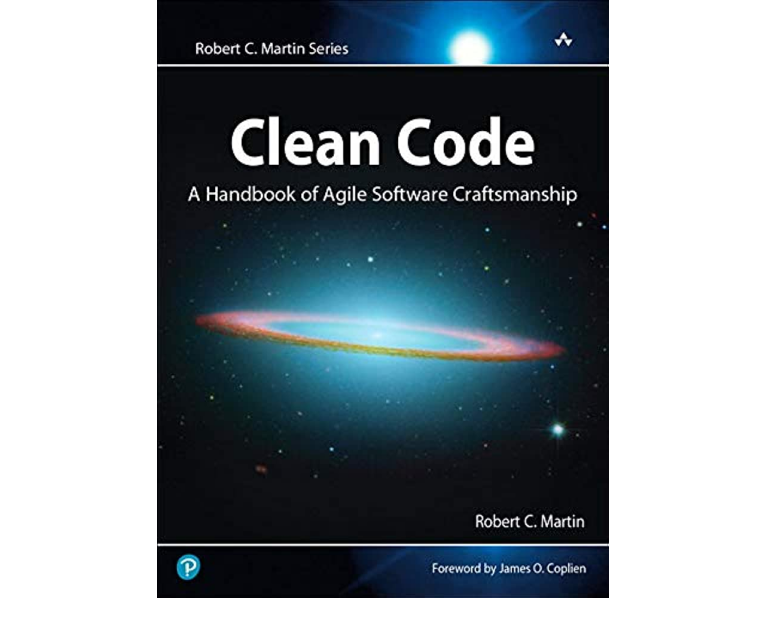 Robert C. Martin Series
Clean Code
A Handbook of Agile Software Craftsmanship
Robert C. Martin
P
Foreword by James O. Coplien